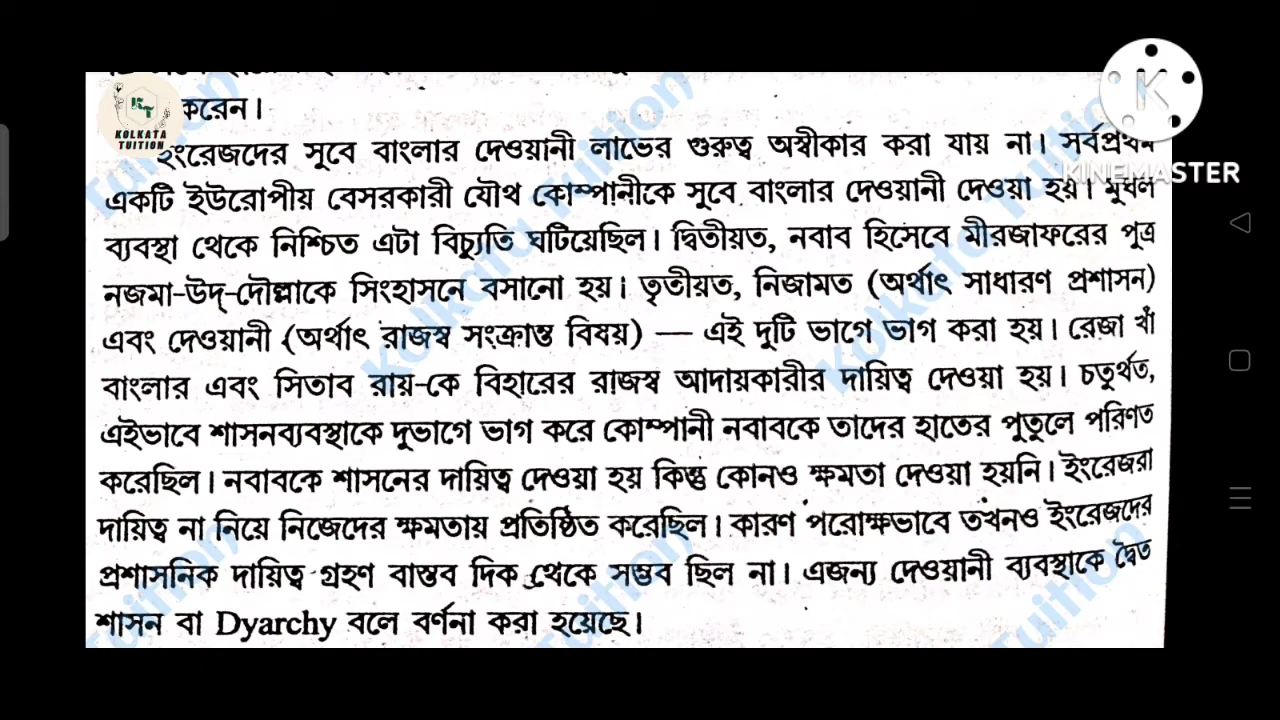 করেন।
ইংরেজদের সুবে বাংলার দেওয়ানী লাভের গুরুত্ব অস্বীকার করা যায় না। সর্বপ্রথম
একটি ইউরোপীয় বেসরকারী যৌথ কোম্পানীকে সুবে বাংলার দেওয়ানী দেওয়া হয়। মুঘল
ব্যবস্থা থেকে নিশ্চিত এটা বিচ্যুতি ঘটিয়েছিল। দ্বিতীয়ত, নবাব হিসেবে মীরজাফরের পুত্র
নজমা-উদ্-দৌল্লাকে সিংহাসনে বসানো হয়। তৃতীয়ত, নিজামত (অর্থাৎ সাধারণ প্রশাসন)
এবং দেওয়ানী (অর্থাৎ রাজস্ব সংক্রান্ত বিষয়) — এই দুটি ভাগে ভাগ করা হয়। রেজা খাঁ
বাংলার এবং সিতাব রায়-কে বিহারের রাজস্ব আদায়কারীর দায়িত্ব দেওয়া হয়। চতুর্থত,
এইভাবে শাসনব্যবস্থাকে দুভাগে ভাগ করে কোম্পানী নবাবকে তাদের হাতের পুতুলে পরিণত
করেছিল। নবাবকে শাসনের দায়িত্ব দেওয়া হয় কিন্তু কোনও ক্ষমতা দেওয়া হয়নি। ইংরেজরা
দায়িত্ব না নিয়ে নিজেদের ক্ষমতায় প্রতিষ্ঠিত করেছিল। কারণ পরোক্ষভাবে তখনও ইংরেজদের
প্রশাসনিক দায়িত্ব গ্রহণ বাস্তব দিক থেকে সম্ভব ছিল না। এজন্য দেওয়ানী ব্যবস্থাকে দ্বৈত
শাসন বা Dyarchy বলে বর্ণনা করা হয়েছে।
KOLKATA
TUITION
KINEMASTER
Kolkata Tuition
Kolkata Tuition